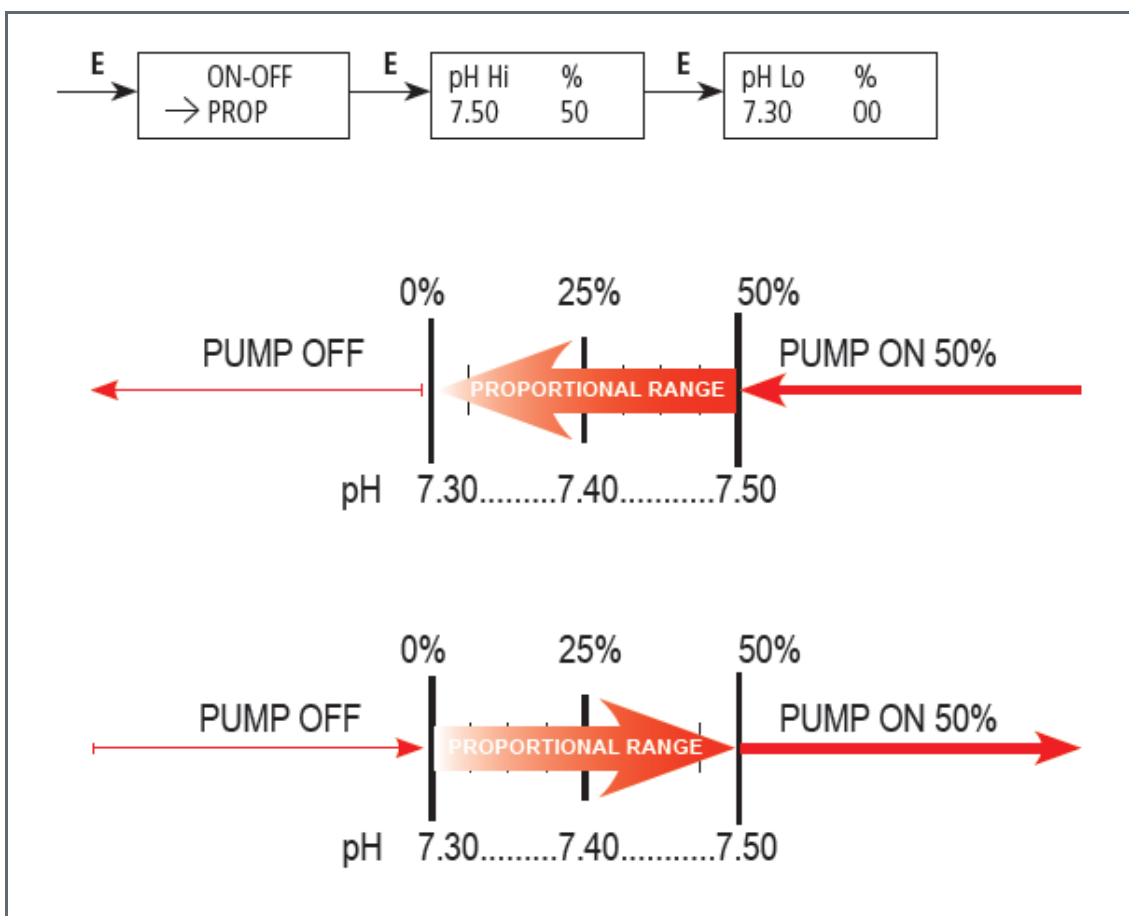 E ON-OFF E pH Hi % E pH Lo %
→ PROP 7.50 50 7.30 00
0% 25% 50%
PUMP OFF PUMP ON 50%
PROPORTIONAL RANGE
pH 7.30.........7.40............7.50
0% 25% 50%
PUMP OFF PUMP ON 50%
PROPORTIONAL RANGE
pH 7.30.........7.40............7.50